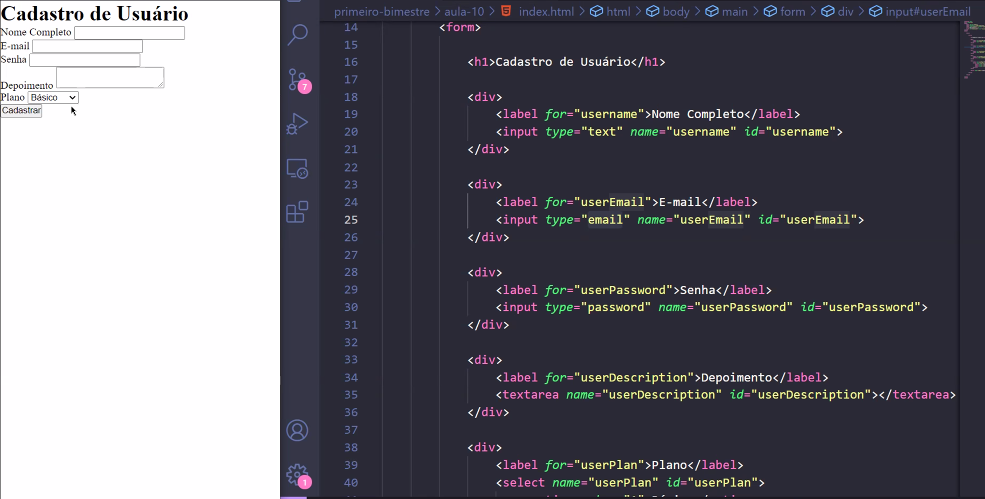 Cadastro de Usuário
Nome Completo
E-mail
Senha
Depoimento
Plano Básico
Cadastrar
7
1
primeiro-bimestre > aula-10 > index.html > html > body > main > form > div > input#userEmail
14 <form>
15
16 <h1>Cadastro de Usuário</h1>
17
18 <div>
19 <label for="username">Nome Completo</label>
20 <input type="text" name="username" id="username">
21 </div>
22
23 <div>
24 <label for="userEmail">E-mail</label>
25 <input type="email" name="userEmail" id="userEmail">
26 </div>
27
28 <div>
29 <label for="userPassword">Senha</label>
30 <input type="password" name="userPassword" id="userPassword">
31 </div>
32
33 <div>
34 <label for="userDescription">Depoimento</label>
35 <textarea name="userDescription" id="userDescription"></textarea>
36 </div>
37
38 <div>
39 <label for="userPlan">Plano</label>
40 <select name="userPlan" id="userPlan">